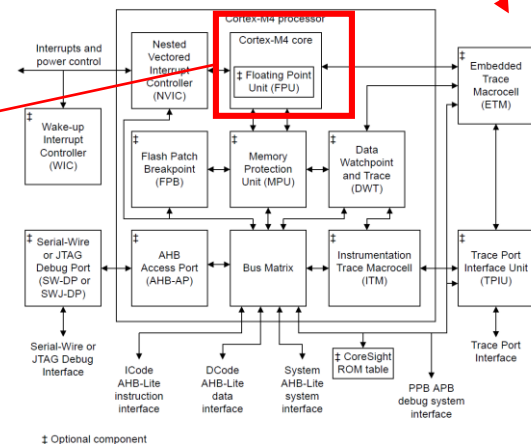 Cortex-M4 processor
Interrupts and
power control
Nested
Vectored
Interrupt
Controller
(NVIC)
Cortex-M4 core
‡ Floating Point
Unit (FPU)
‡
Embedded
Trace
Macrocell
(ETM)
‡
Wake-up
Interrupt
Controller
(WIC)
‡
Flash Patch
Breakpoint
(FPB)
‡
Memory
Protection
Unit (MPU)
‡
Data
Watchpoint
and Trace
(DWT)
‡
Serial-Wire
or JTAG
Debug Port
(SW-DP or
SWJ-DP)
‡
AHB
Access Port
(AHB-AP)
Bus Matrix
‡
Instrumentation
Trace Macrocell
(ITM)
‡
Trace Port
Interface Unit
(TPIU)
Serial-Wire or
JTAG Debug
Interface
ICode
AHB-Lite
instruction
interface
DCode
AHB-Lite
data
interface
System
AHB-Lite
system
interface
‡ CoreSight
ROM table
PPB APB
debug system
interface
Trace Port
Interface
‡ Optional component